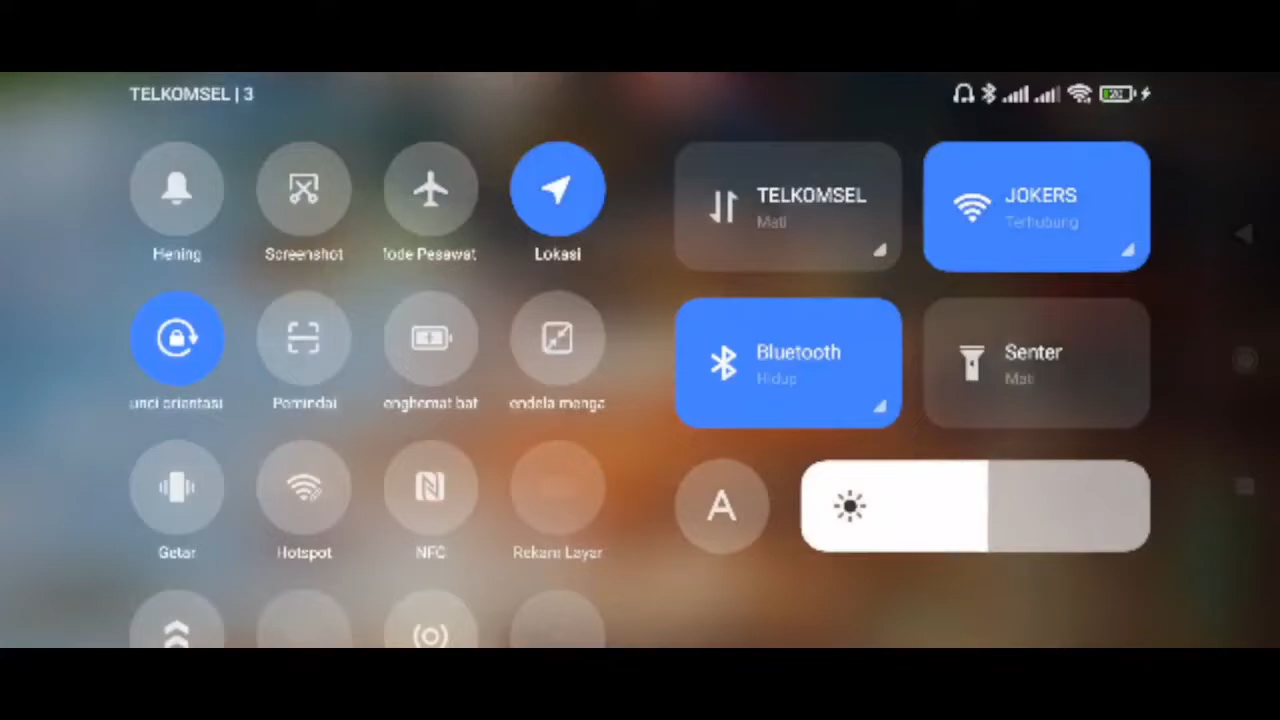 TELKOMSEL | 3
Hening
Screenshot
lode Pesawat
Lokasi
TELKOMSEL
Mati
JOKERS
Terhubung
unci orientasi
Pemindai
enghemat bat
endela menga
Bluetooth
Hidup
Senter
Mati
Getar
Hotspot
NFC
Rekam Layar
A